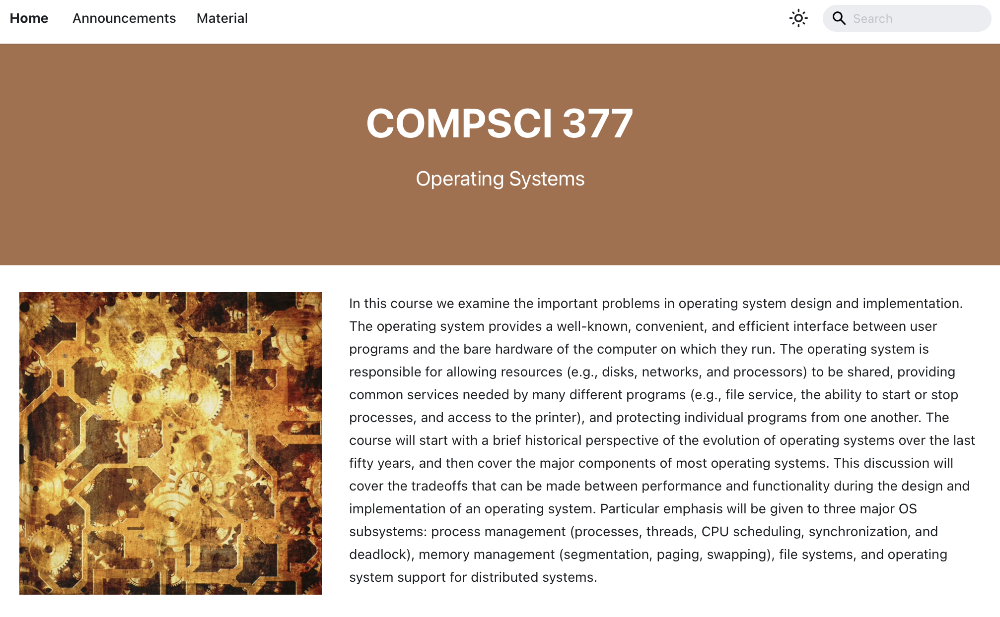 Home Announcements Material Search
COMPSCI 377
Operating Systems
In this course we examine the important problems in operating system design and implementation.
The operating system provides a well-known, convenient, and efficient interface between user
programs and the bare hardware of the computer on which they run. The operating system is
responsible for allowing resources (e.g., disks, networks, and processors) to be shared, providing
common services needed by many different programs (e.g., file service, the ability to start or stop
processes, and access to the printer), and protecting individual programs from one another. The
course will start with a brief historical perspective of the evolution of operating systems over the last
fifty years, and then cover the major components of most operating systems. This discussion will
cover the tradeoffs that can be made between performance and functionality during the design and
implementation of an operating system. Particular emphasis will be given to three major OS
subsystems: process management (processes, threads, CPU scheduling, synchronization, and
deadlock), memory management (segmentation, paging, swapping), file systems, and operating
system support for distributed systems.